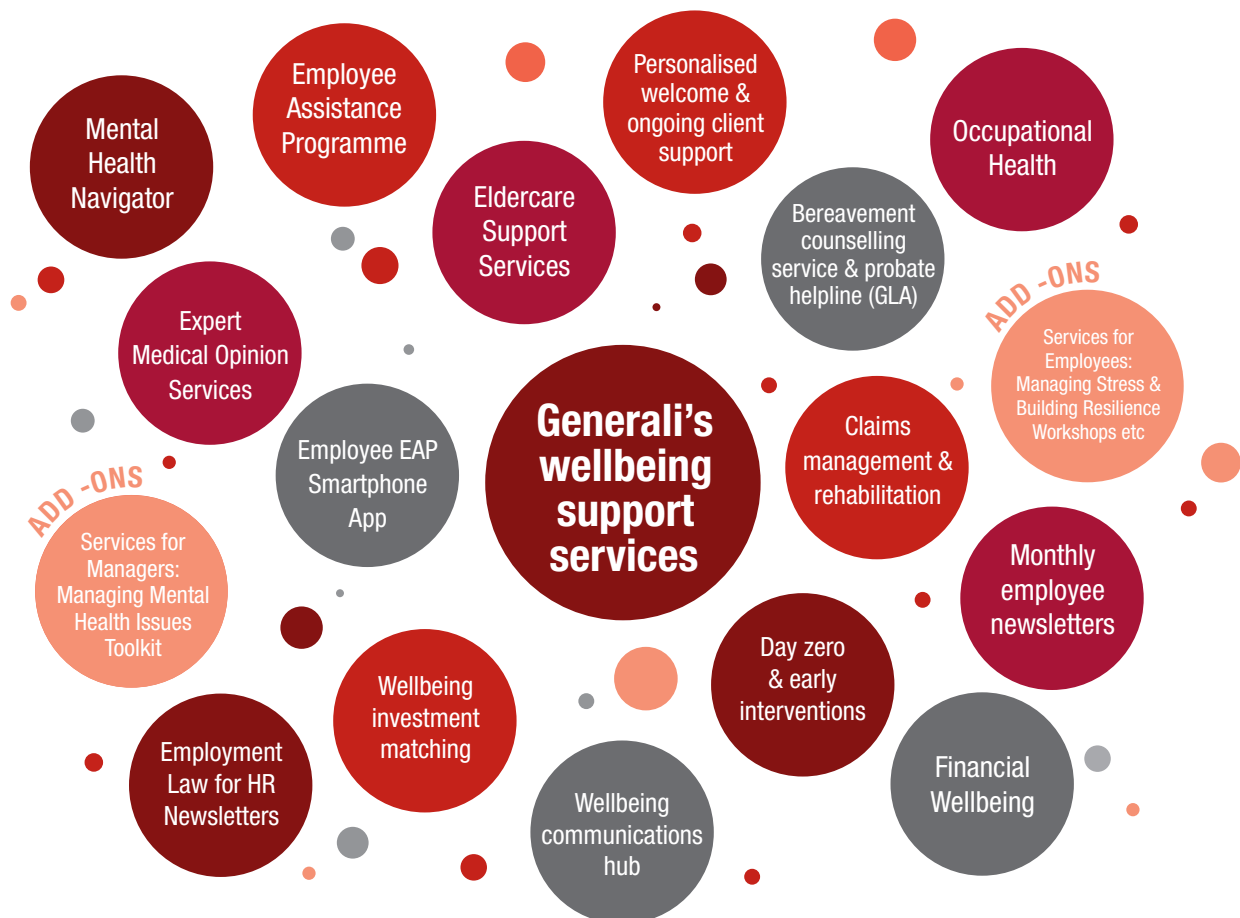 Mental
Health
Navigator
Employee
Assistance
Programme
Personalised
welcome &
ongoing client
support
Occupational
Health
Eldercare
Support
Services
Bereavement
counselling
service & probate
helpline (GLA)
Expert
Medical Opinion
Services
ADD -ONS
Services for
Employees:
Managing Stress &
Building Resilience
Workshops etc
Employee EAP
Smartphone
App
Generali’s
wellbeing
support
services
Claims
management &
rehabilitation
ADD -ONS
Services for
Managers:
Managing Mental
Health Issues
Toolkit
Monthly
employee
newsletters
Wellbeing
investment
matching
Day zero
& early
interventions
Employment
Law for HR
Newsletters
Wellbeing
communications
hub
Financial
Wellbeing